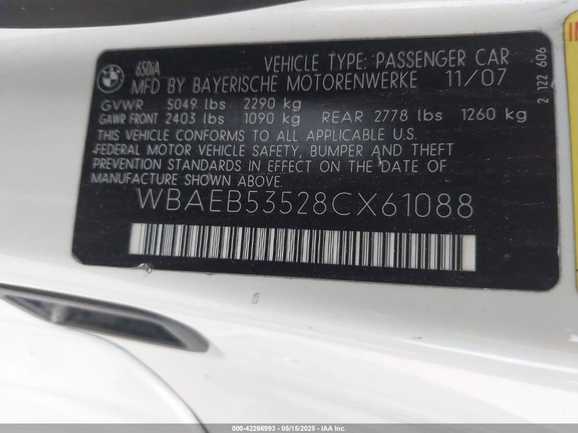 BMW
650iA
VEHICLE TYPE: PASSENGER CAR
MFD BY BAYERISCHE MOTORENWERKE 11/07
GVWR 5049 lbs 2290 kg
GAWR FRONT 2403 lbs 1090 kg REAR 2778 lbs 1260 kg
THIS VEHICLE CONFORMS TO ALL APPLICABLE U.S.
FEDERAL MOTOR VEHICLE SAFETY, BUMPER AND THEFT
PREVENTION STANDARDS IN EFFECT ON THE DATE OF
MANUFACTURE SHOWN ABOVE.
WBAEB53528CX61088
2 122 606
000-42266993 - 05/15/2025 - IAA Inc.